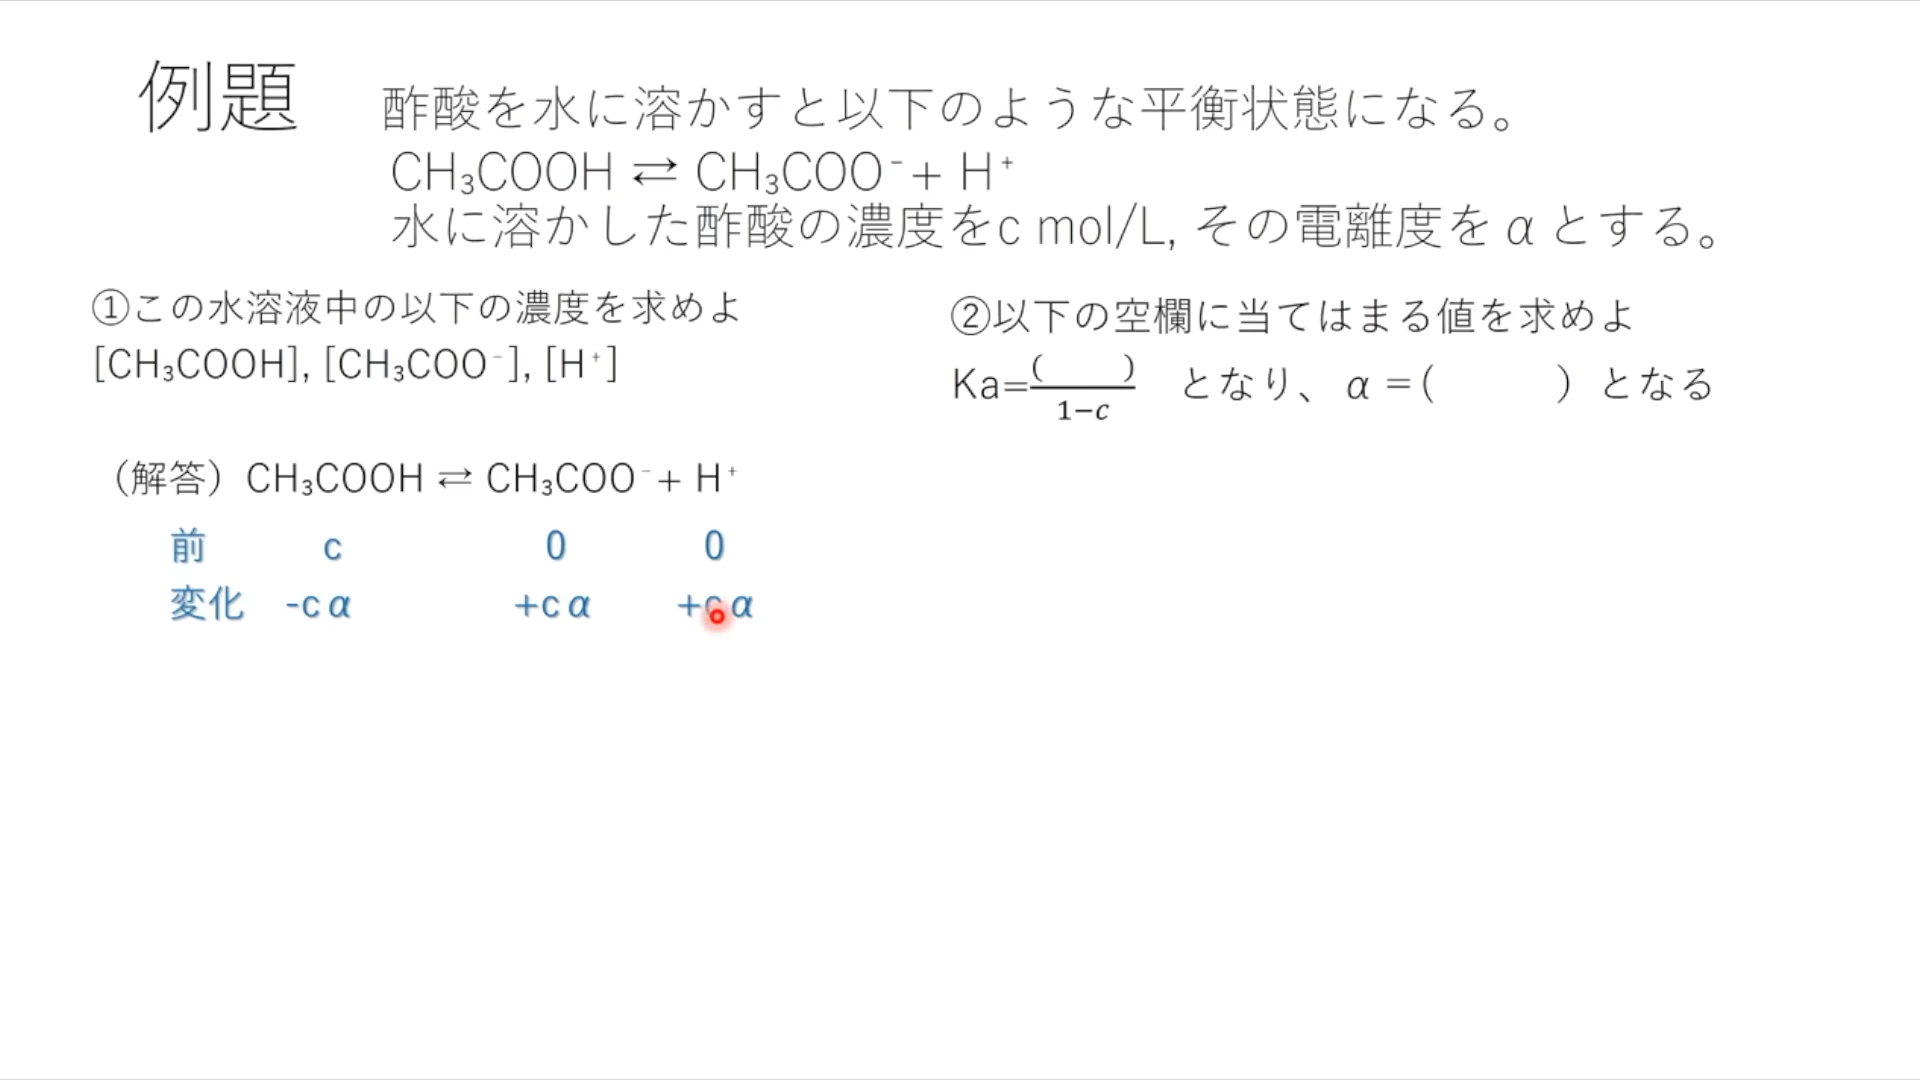 例題
酢酸を水に溶かすと以下のような平衡状態になる。
CH₃COOH ⇄ CH₃COO⁻+ H⁺
水に溶かした酢酸の濃度をc mol/L, その電離度をαとする。
①この水溶液中の以下の濃度を求めよ
[CH₃COOH], [CH₃COO⁻], [H⁺]
②以下の空欄に当てはまる値を求めよ
Ka=(  )/1−c となり、α=(  ) となる
（解答）CH₃COOH ⇄ CH₃COO⁻+ H⁺
前 c 0 0
変化 -cα +cα +cα